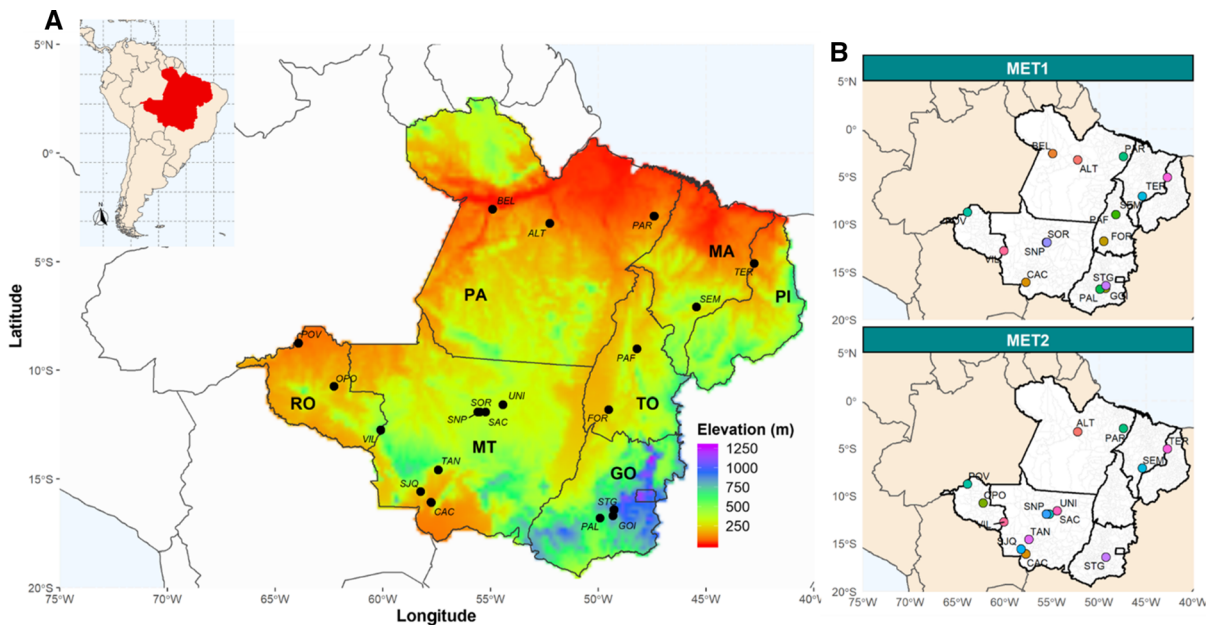 A
B
N
5°N
0°
5°S
10°S
15°S
20°S
75°W
70°W
65°W
60°W
55°W
50°W
45°W
40°W
Latitude
Longitude
BEL
ALT
PAR
MA
TER
PA
PI
SEM
POV
OPO
RO
PAF
UNI
SOR
SNP
SAC
FOR
TO
VIL
MT
TAN
GO
SJQ
CAC
STG
PAL
GOI
Elevation (m)
1250
1000
750
500
250
MET1
5°N
0°
5°S
10°S
15°S
20°S
BEL
ALT
PAR
TER
SEM
POV
PAF
SOR
FOR
SNP
VIL
CAC
STG
PAL
GOI
MET2
5°N
0°
5°S
10°S
15°S
20°S
ALT
PAR
TER
SEM
POV
OPO
SNP
UNI
VIL
SAC
TAN
SJQ
CAC
STG
75°W
70°W
65°W
60°W
55°W
50°W
45°W
40°W